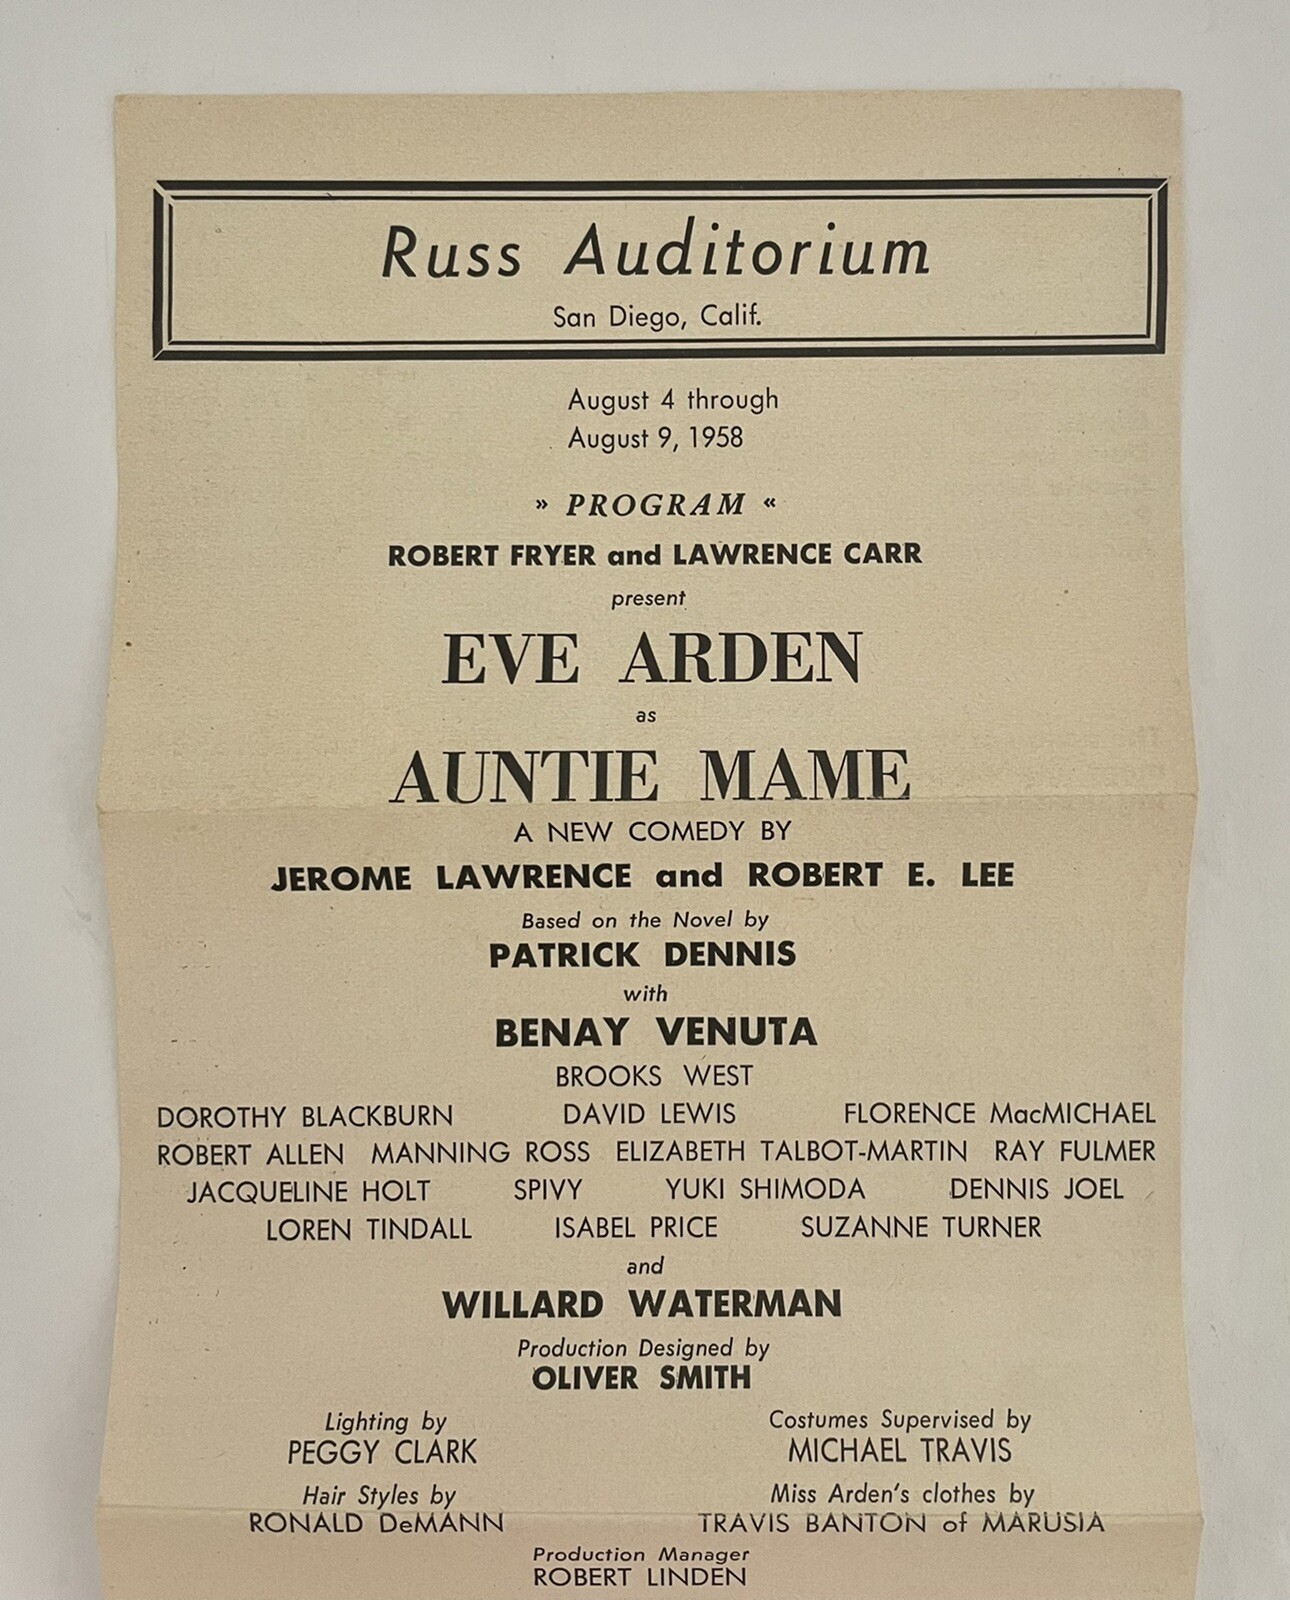 Russ Auditorium
San Diego, Calif.
August 4 through
August 9, 1958
» PROGRAM «
ROBERT FRYER and LAWRENCE CARR
present
EVE ARDEN
as
AUNTIE MAME
A NEW COMEDY BY
JEROME LAWRENCE and ROBERT E. LEE
Based on the Novel by
PATRICK DENNIS
with
BENAY VENUTA
BROOKS WEST
DOROTHY BLACKBURN DAVID LEWIS FLORENCE MacMICHAEL
ROBERT ALLEN MANNING ROSS ELIZABETH TALBOT-MARTIN RAY FULMER
JACQUELINE HOLT SPIVY YUKI SHIMODA DENNIS JOEL
LOREN TINDALL ISABEL PRICE SUZANNE TURNER
and
WILLARD WATERMAN
Production Designed by
OLIVER SMITH
Lighting by Costumes Supervised by
PEGGY CLARK MICHAEL TRAVIS
Hair Styles by Miss Arden's clothes by
RONALD DeMANN TRAVIS BANTON of MARUSIA
Production Manager
ROBERT LINDEN